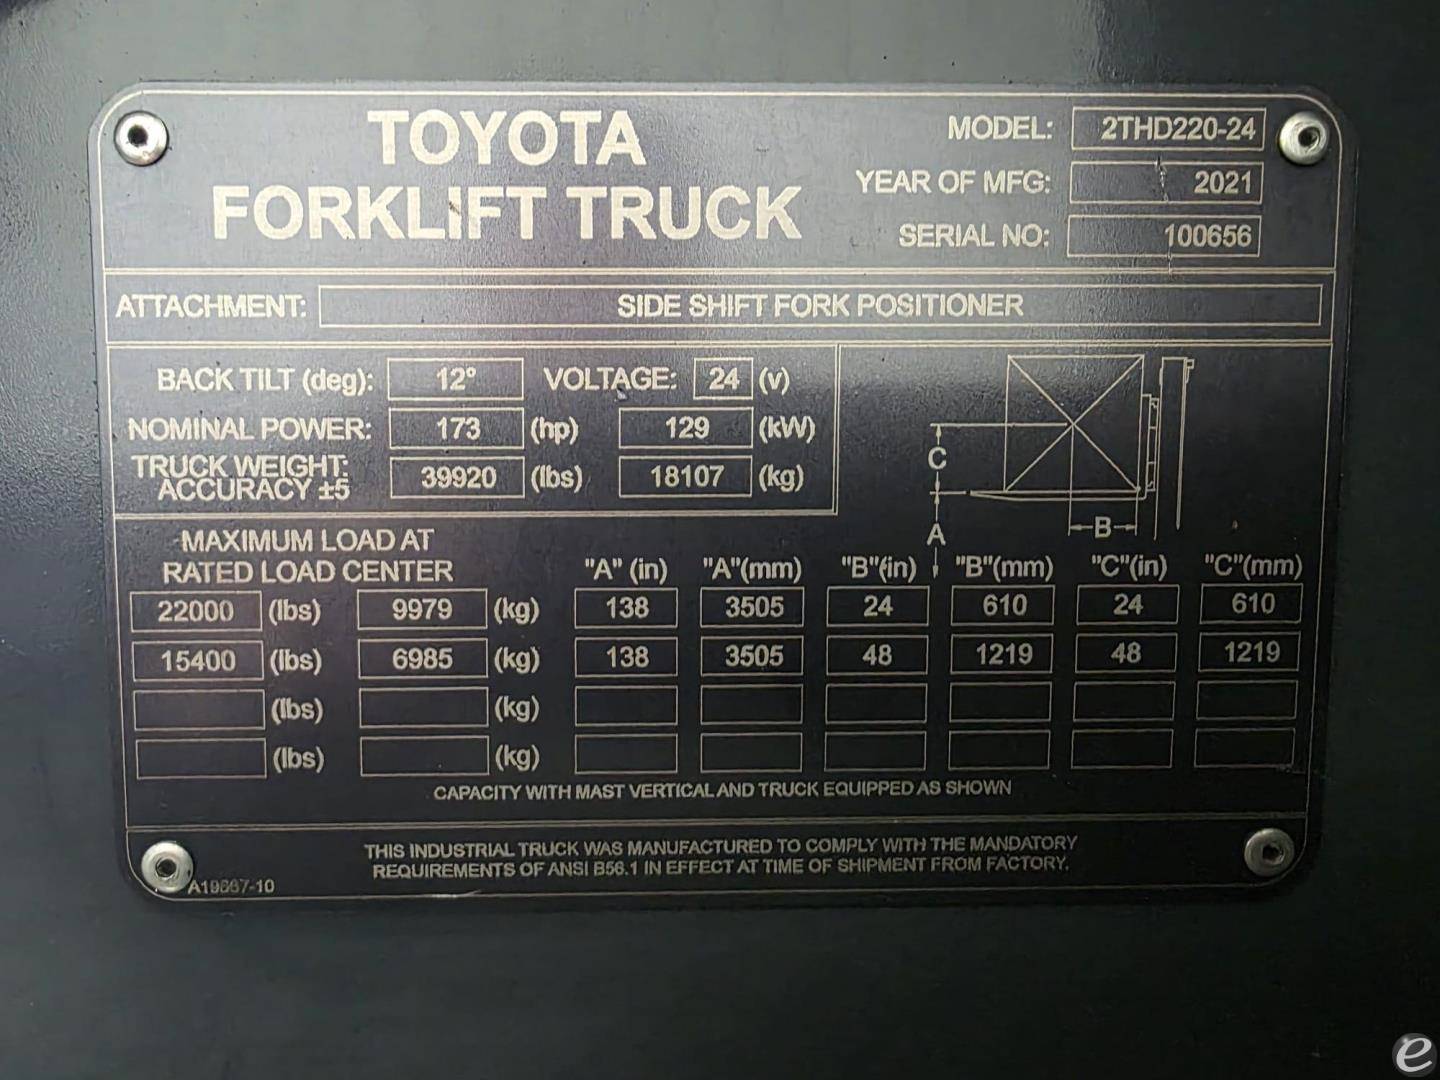 TOYOTA
FORKLIFT TRUCK
MODEL: 2THD220-24
YEAR OF MFG: 2021
SERIAL NO: 100656
ATTACHMENT: SIDE SHIFT FORK POSITIONER
BACK TILT (deg): 12° VOLTAGE: 24 (v)
NOMINAL POWER: 173 (hp) 129 (kW)
TRUCK WEIGHT:
ACCURACY ±5 39920 (lbs) 18107 (kg)
C
A
B
MAXIMUM LOAD AT
RATED LOAD CENTER "A" (in) "A"(mm) "B"(in) "B"(mm) "C"(in) "C"(mm)
22000 (lbs) 9979 (kg) 138 3505 24 610 24 610
15400 (lbs) 6985 (kg) 138 3505 48 1219 48 1219
(lbs) (kg)
(lbs) (kg)
CAPACITY WITH MAST VERTICAL AND TRUCK EQUIPPED AS SHOWN
THIS INDUSTRIAL TRUCK WAS MANUFACTURED TO COMPLY WITH THE MANDATORY
REQUIREMENTS OF ANSI B56.1 IN EFFECT AT TIME OF SHIPMENT FROM FACTORY.
e